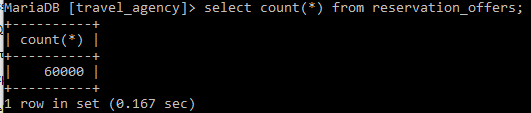 MariaDB [travel_agency]> select count(*) from reservation_offers;
+----------+
| count(*) |
+----------+
|    60000 |
+----------+
1 row in set (0.167 sec)